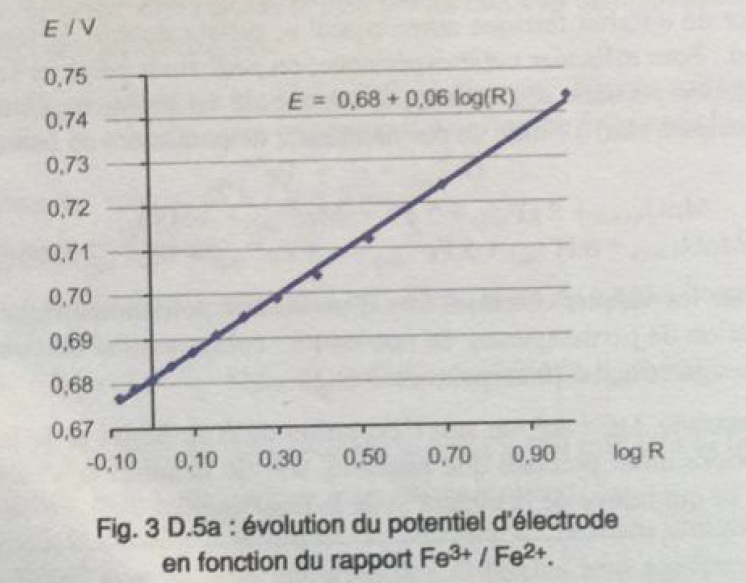 E / V
0,75
E = 0,68 + 0,06 log(R)
0,74
0,73
0,72
0,71
0,70
0,69
0,68
0,67
-0,10 0,10 0,30 0,50 0,70 0.90 log R
Fig. 3 D.5a : évolution du potentiel d'électrode
en fonction du rapport Fe³⁺ / Fe²⁺.